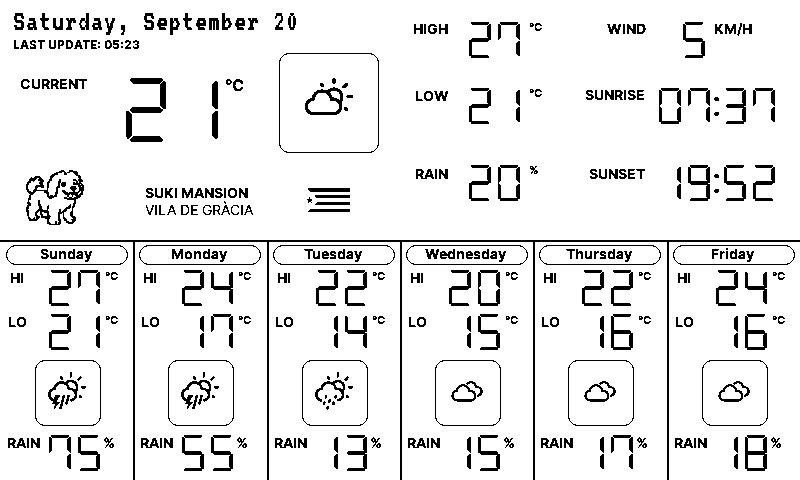 Saturday, September 20
LAST UPDATE: 05:23
CURRENT 21 °C
SUKI MANSION
VILA DE GRÀCIA
HIGH 27 °C
LOW 21 °C
RAIN 20 %
WIND 5 KM/H
SUNRISE 07:37
SUNSET 19:52
Sunday
HI 27 °C
LO 21 °C
RAIN 75 %
Monday
HI 24 °C
LO 17 °C
RAIN 55 %
Tuesday
HI 22 °C
LO 14 °C
RAIN 13 %
Wednesday
HI 20 °C
LO 15 °C
RAIN 15 %
Thursday
HI 22 °C
LO 16 °C
RAIN 17 %
Friday
HI 24 °C
LO 16 °C
RAIN 18 %